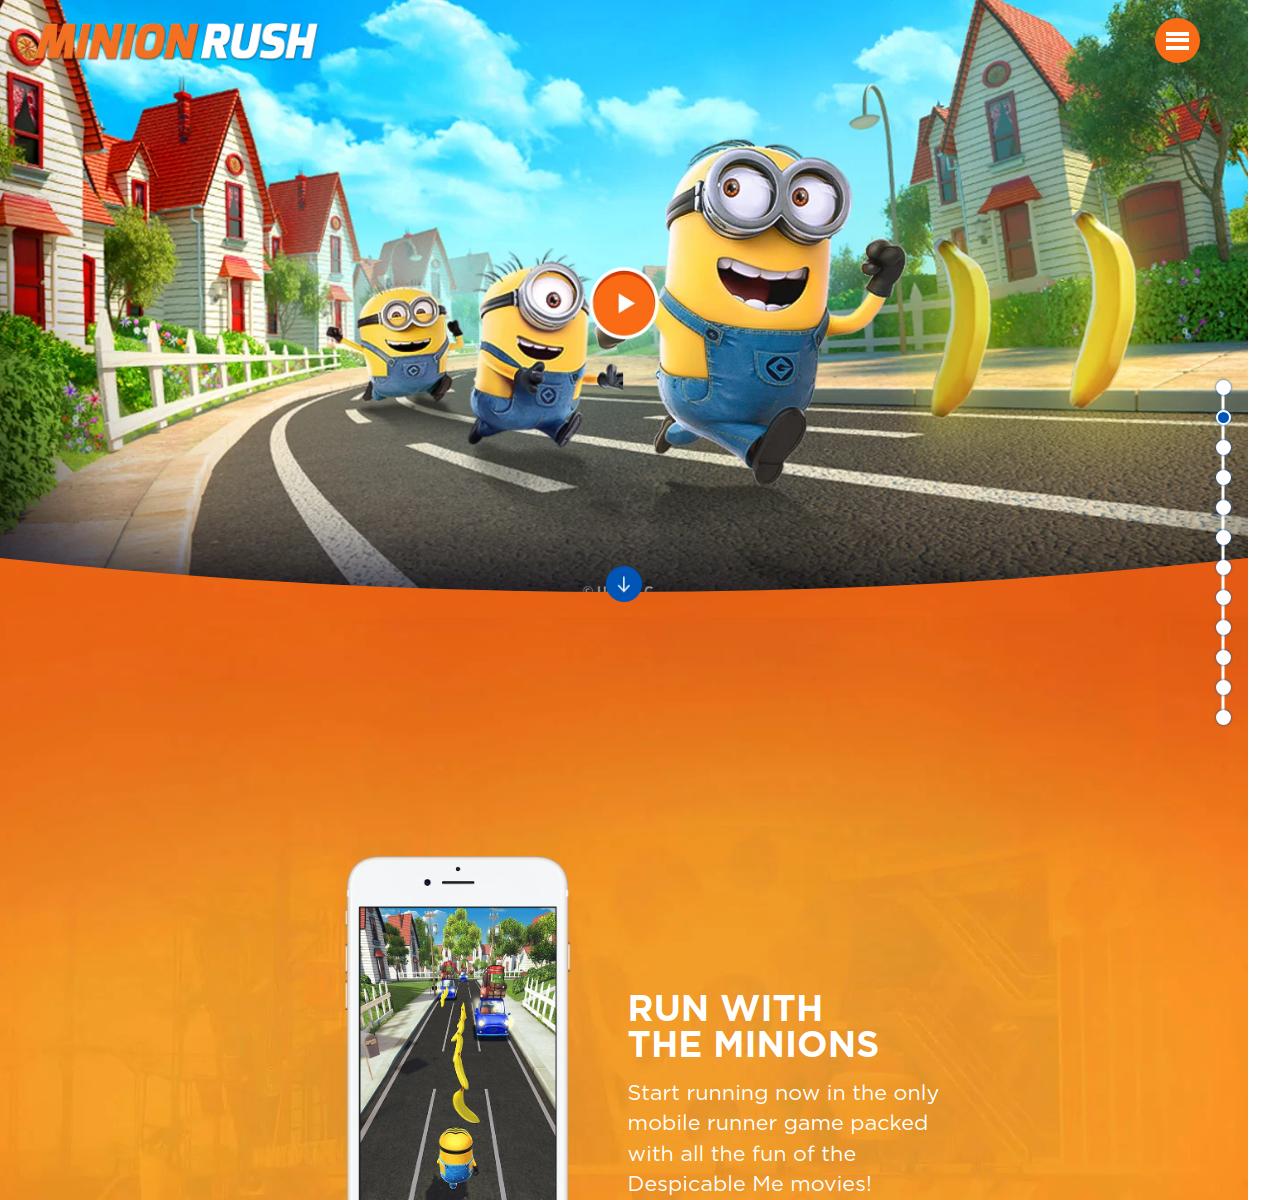 MINION RUSH
RUN WITH
THE MINIONS
Start running now in the only
mobile runner game packed
with all the fun of the
Despicable Me movies!